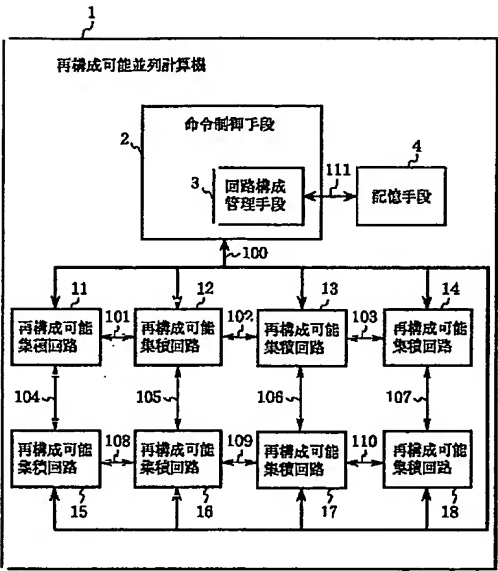 1
再構成可能並列計算機
命令制御手段
2
3
回路構成
管理手段
111
4
記憶手段
100
11
12
13
14
再構成可能
集積回路
101
再構成可能
集積回路
102
再構成可能
集積回路
103
再構成可能
集積回路
104
105
106
107
再構成可能
集積回路
108
再構成可能
集積回路
109
再構成可能
集積回路
110
再構成可能
集積回路
15
16
17
18